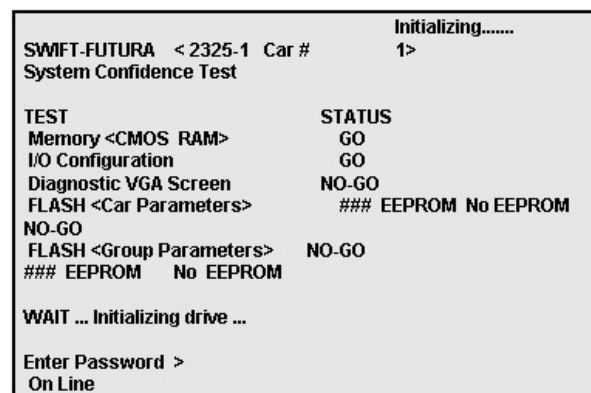 Initializing.......
SWIFT-FUTURA < 2325-1 Car # 1>
System Confidence Test
TEST STATUS
Memory <CMOS RAM> GO
I/O Configuration GO
Diagnostic VGA Screen NO-GO
FLASH <Car Parameters> ### EEPROM No EEPROM
NO-GO
FLASH <Group Parameters> NO-GO
### EEPROM No EEPROM
WAIT ... Initializing drive ...
Enter Password >
On Line